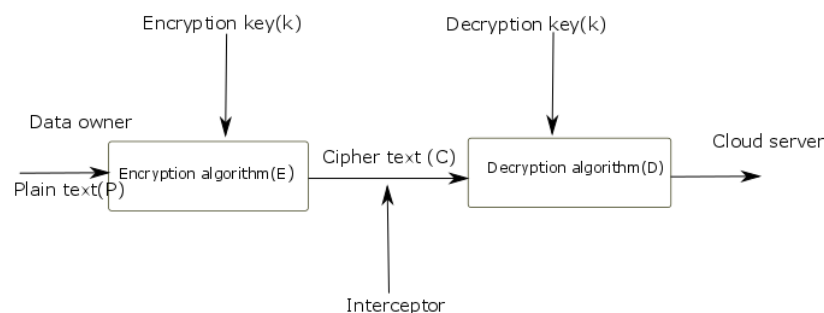 Encryption key(k)
Decryption key(k)
Data owner
Cloud server
Cipher text (C)
Encryption algorithm(E)
Decryption algorithm(D)
Plain text(P)
Interceptor